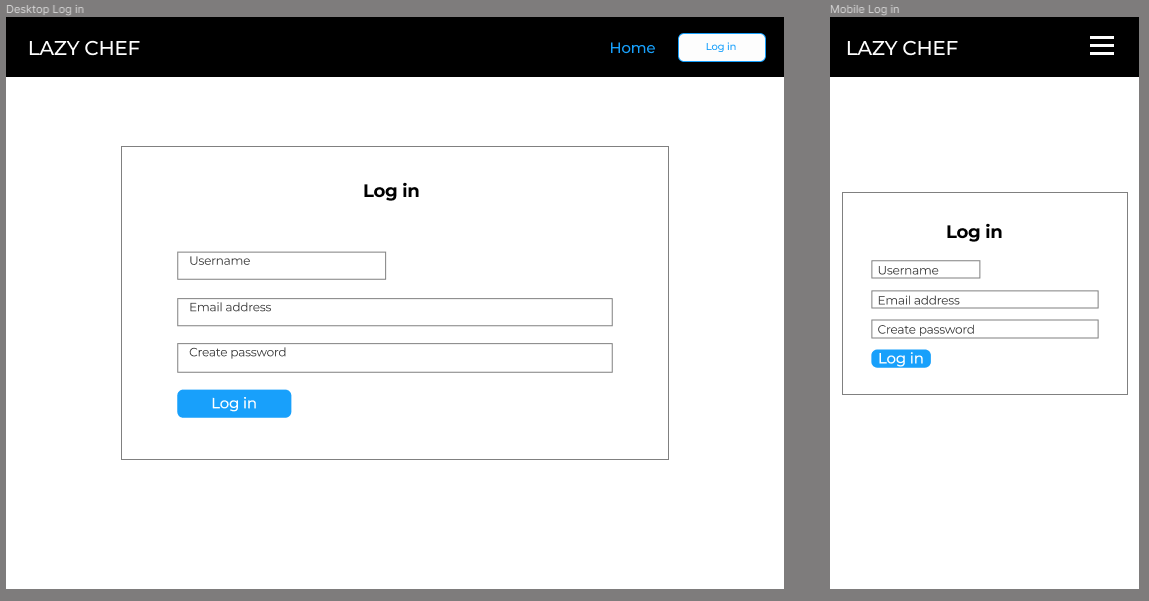 Desktop Log in
LAZY CHEF
Home
Log in
Log in
Username
Email address
Create password
Log in
Mobile Log in
LAZY CHEF
Log in
Username
Email address
Create password
Log in